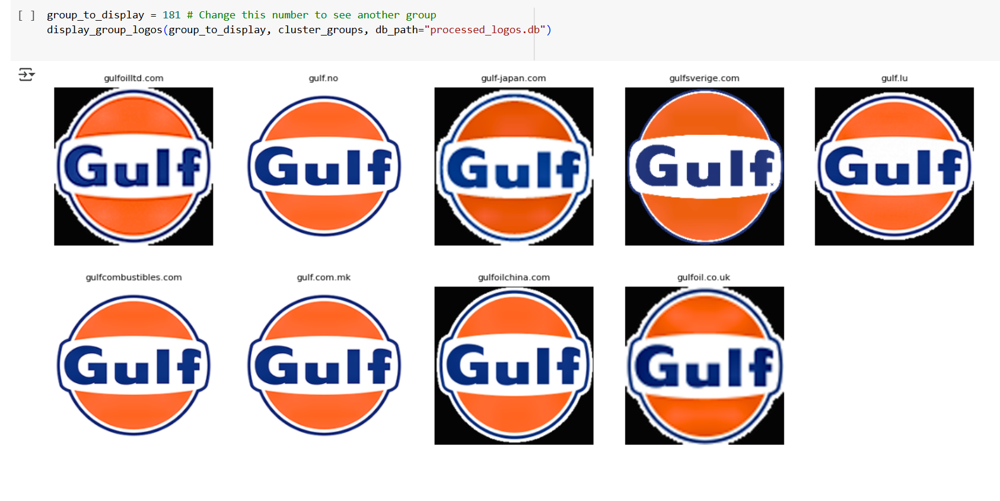 [ ] group_to_display = 181 # Change this number to see another group
display_group_logos(group_to_display, cluster_groups, db_path="processed_logos.db")
gulfoilltd.com gulf.no gulf-japan.com gulfsverige.com gulf.lu
Gulf Gulf Gulf Gulf Gulf
gulfcombustibles.com gulf.com.mk gulfoilchina.com gulfoil.co.uk
Gulf Gulf Gulf Gulf